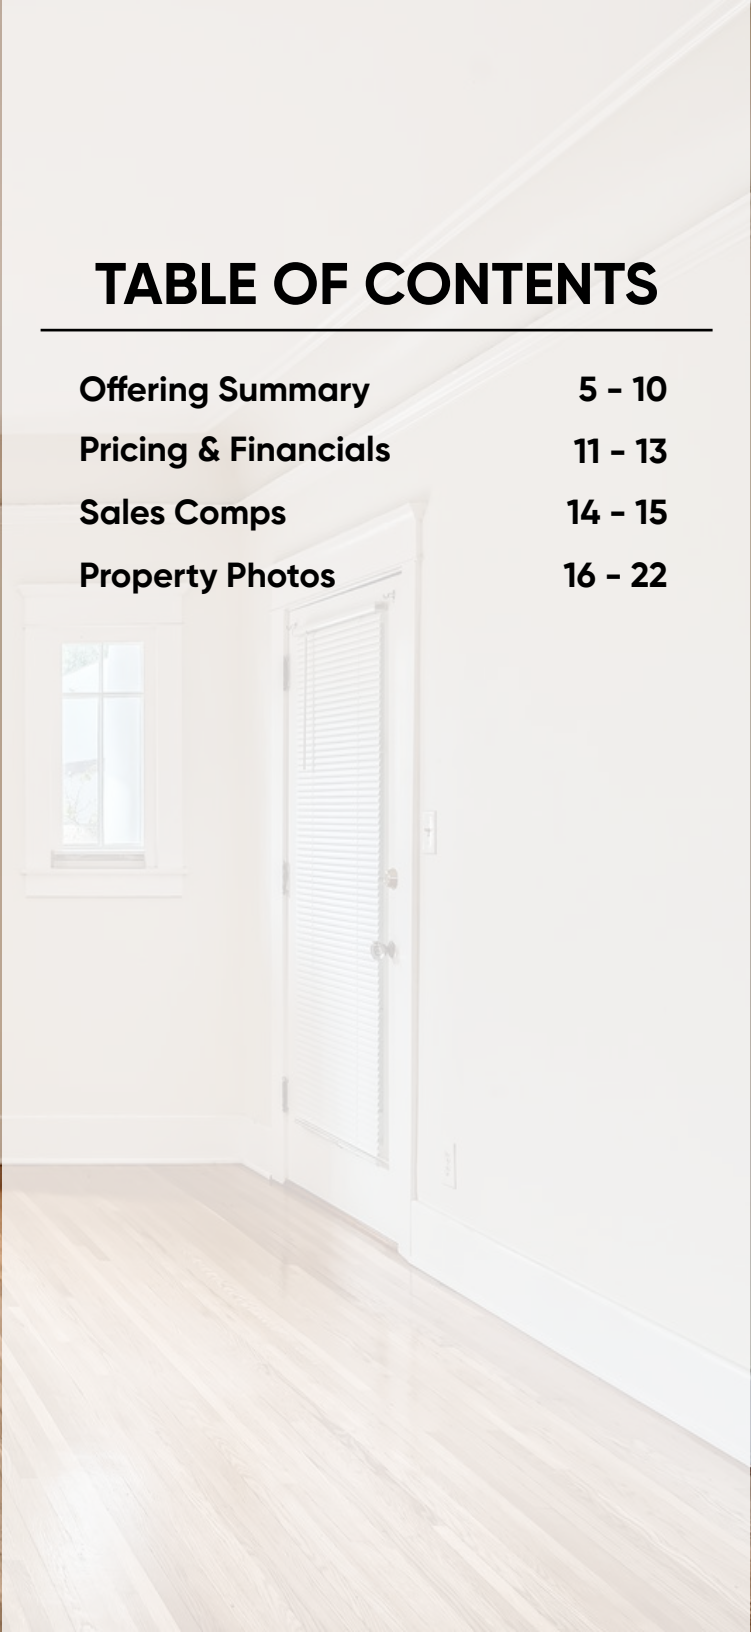 TABLE OF CONTENTS
Offering Summary 5 - 10
Pricing & Financials 11 - 13
Sales Comps 14 - 15
Property Photos 16 - 22